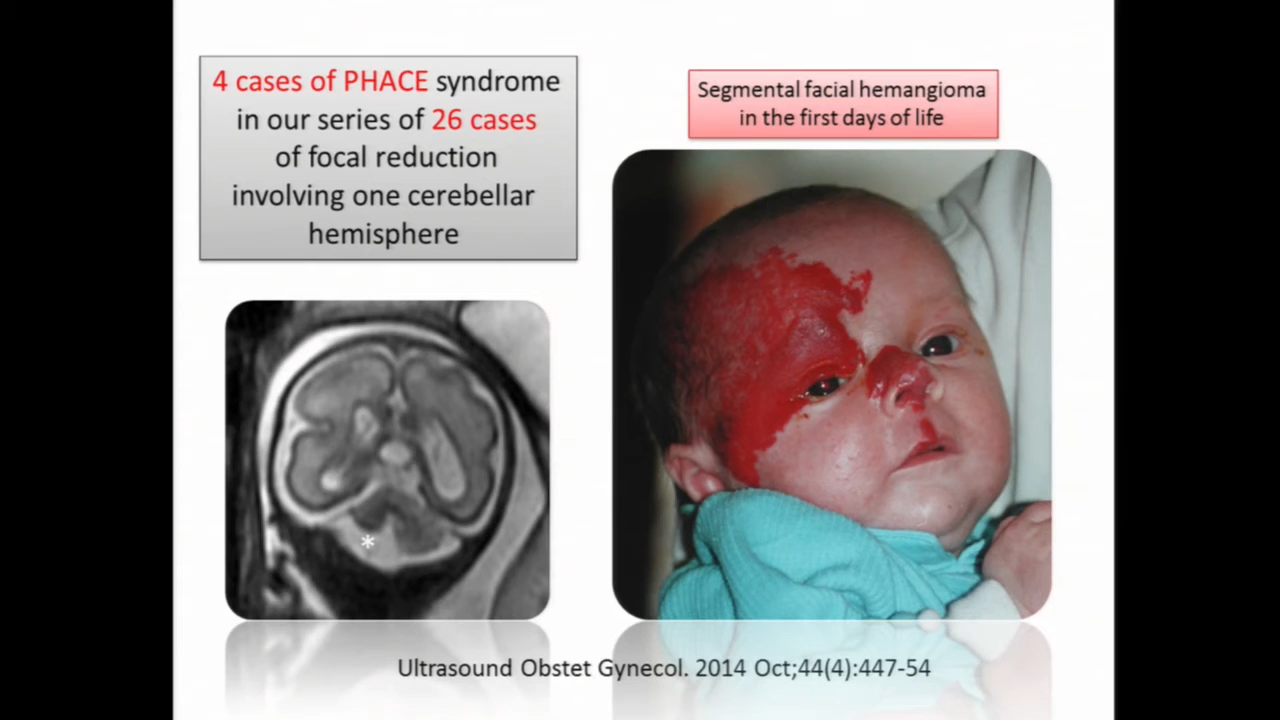 4 cases of PHACE syndrome
in our series of 26 cases
of focal reduction
involving one cerebellar
hemisphere
Segmental facial hemangioma
in the first days of life
*
Ultrasound Obstet Gynecol. 2014 Oct;44(4):447-54